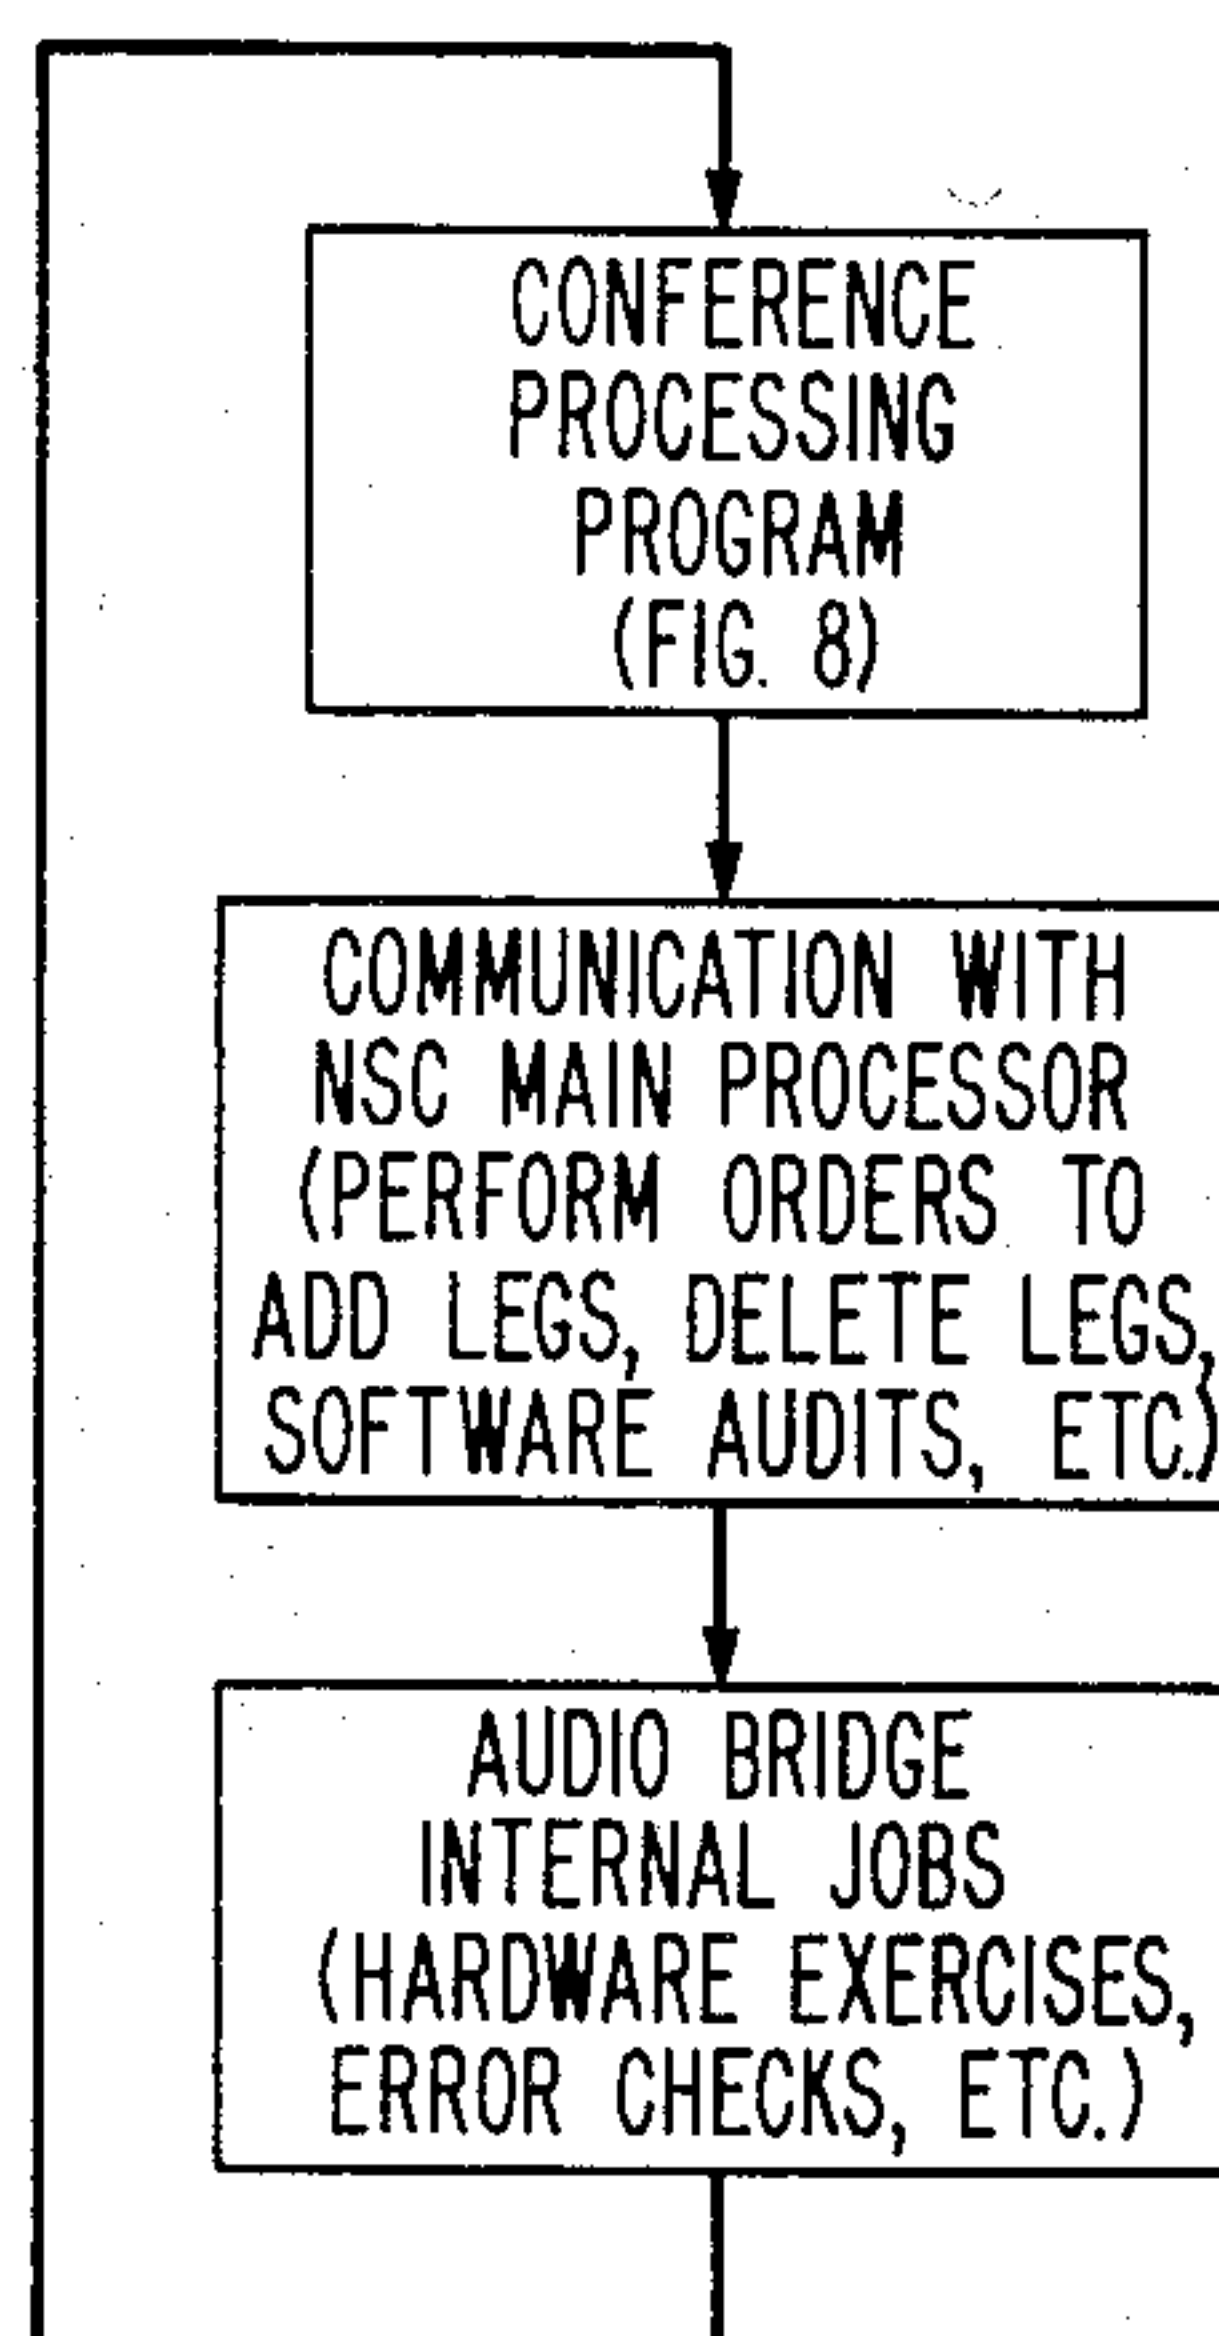 CONFERENCE
PROCESSING
PROGRAM
(FIG. 8)
COMMUNICATION WITH
NSC MAIN PROCESSOR
(PERFORM ORDERS TO
ADD LEGS, DELETE LEGS,
SOFTWARE AUDITS, ETC.)
AUDIO BRIDGE
INTERNAL JOBS
(HARDWARE EXERCISES,
ERROR CHECKS, ETC.)